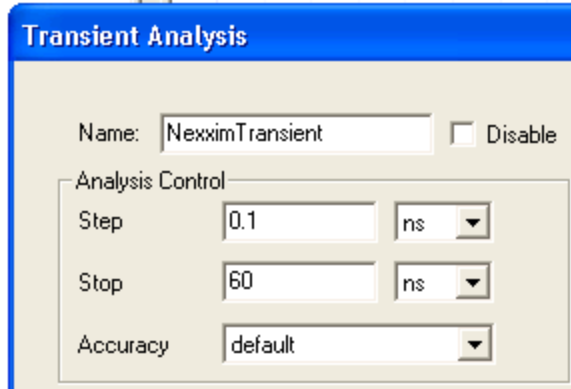 Transient Analysis
Name: NexximTransient Disable
Analysis Control
Step 0.1 ns
Stop 60 ns
Accuracy default